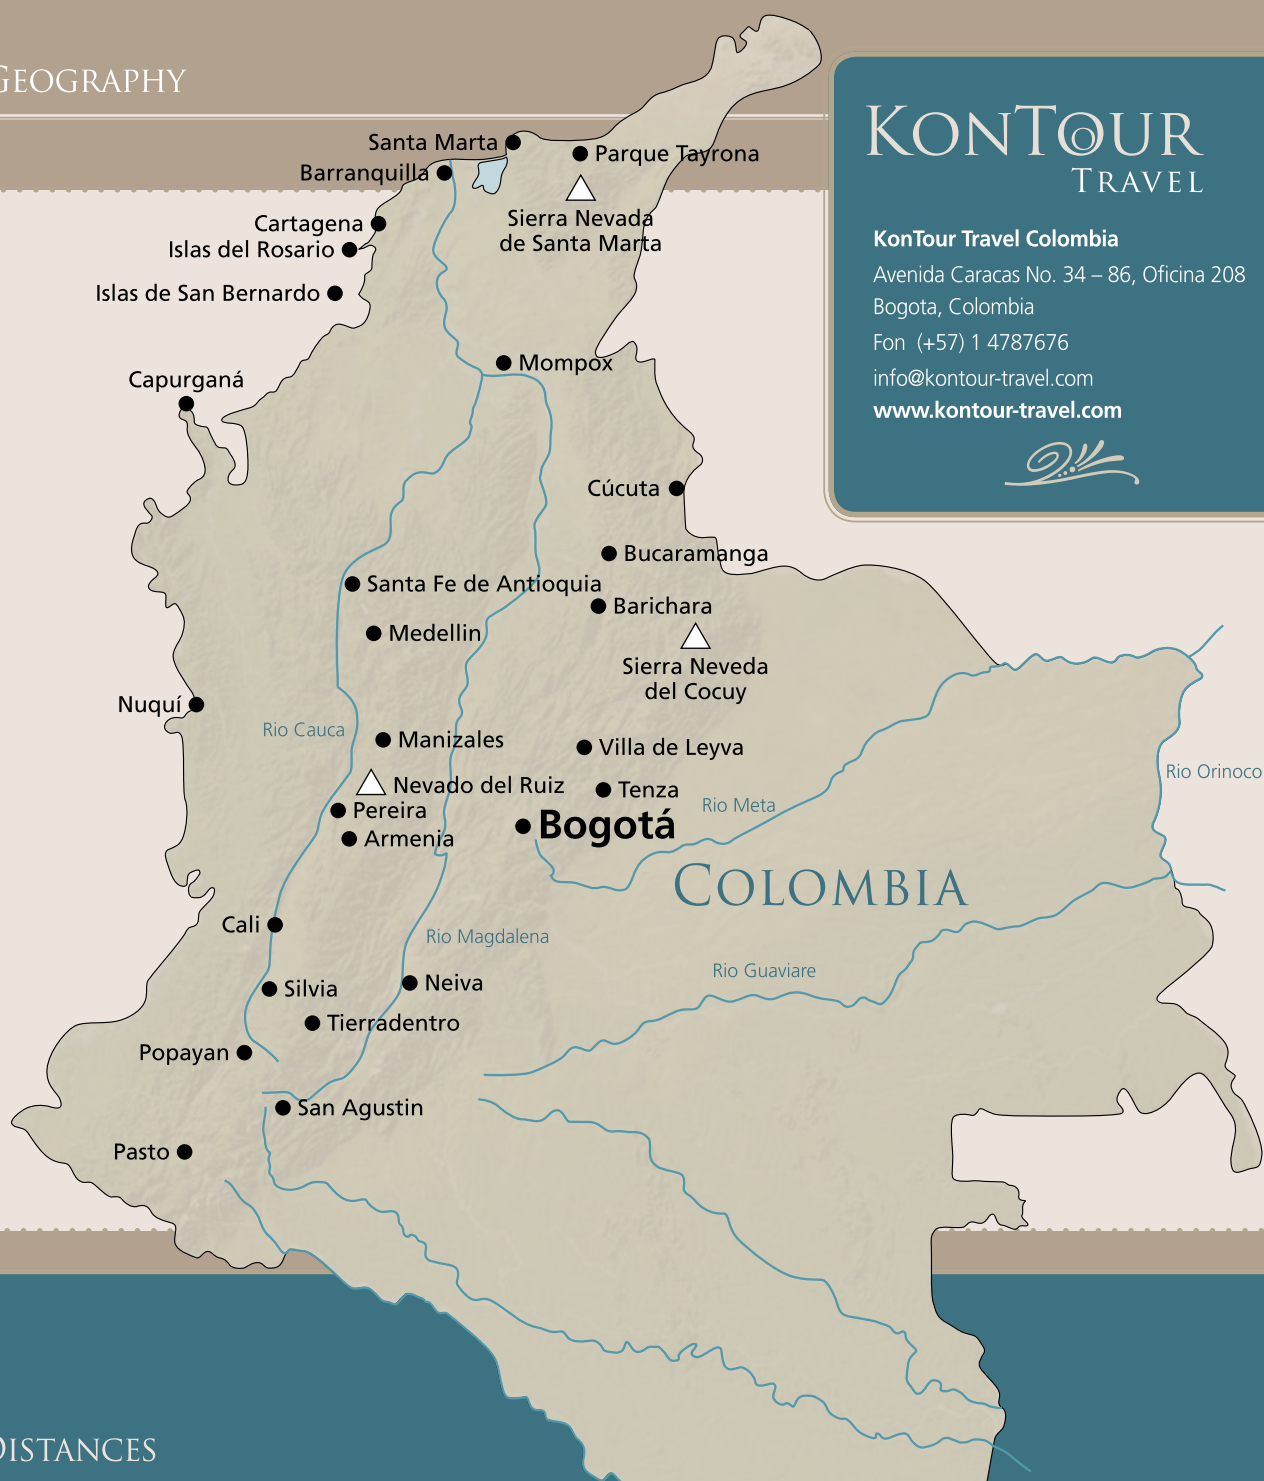 GEOGRAPHY
KONTOUR
TRAVEL
KonTour Travel Colombia
Avenida Caracas No. 34 – 86, Oficina 208
Bogota, Colombia
Fon (+57) 1 4787676
info@kontour-travel.com
www.kontour-travel.com
Santa Marta
Parque Tayrona
Barranquilla
Sierra Nevada
de Santa Marta
Cartagena
Islas del Rosario
Islas de San Bernardo
Mompox
Capurganá
Cúcuta
Bucaramanga
Santa Fe de Antioquia
Barichara
Medellin
Sierra Neveda
del Cocuy
Nuquí
Rio Cauca
Manizales
Villa de Leyva
Rio Orinoco
Nevado del Ruiz
Tenza
Rio Meta
Pereira
Bogotá
Armenia
COLOMBIA
Cali
Rio Magdalena
Rio Guaviare
Silvia
Neiva
Tierradentro
Popayan
San Agustin
Pasto
DISTANCES